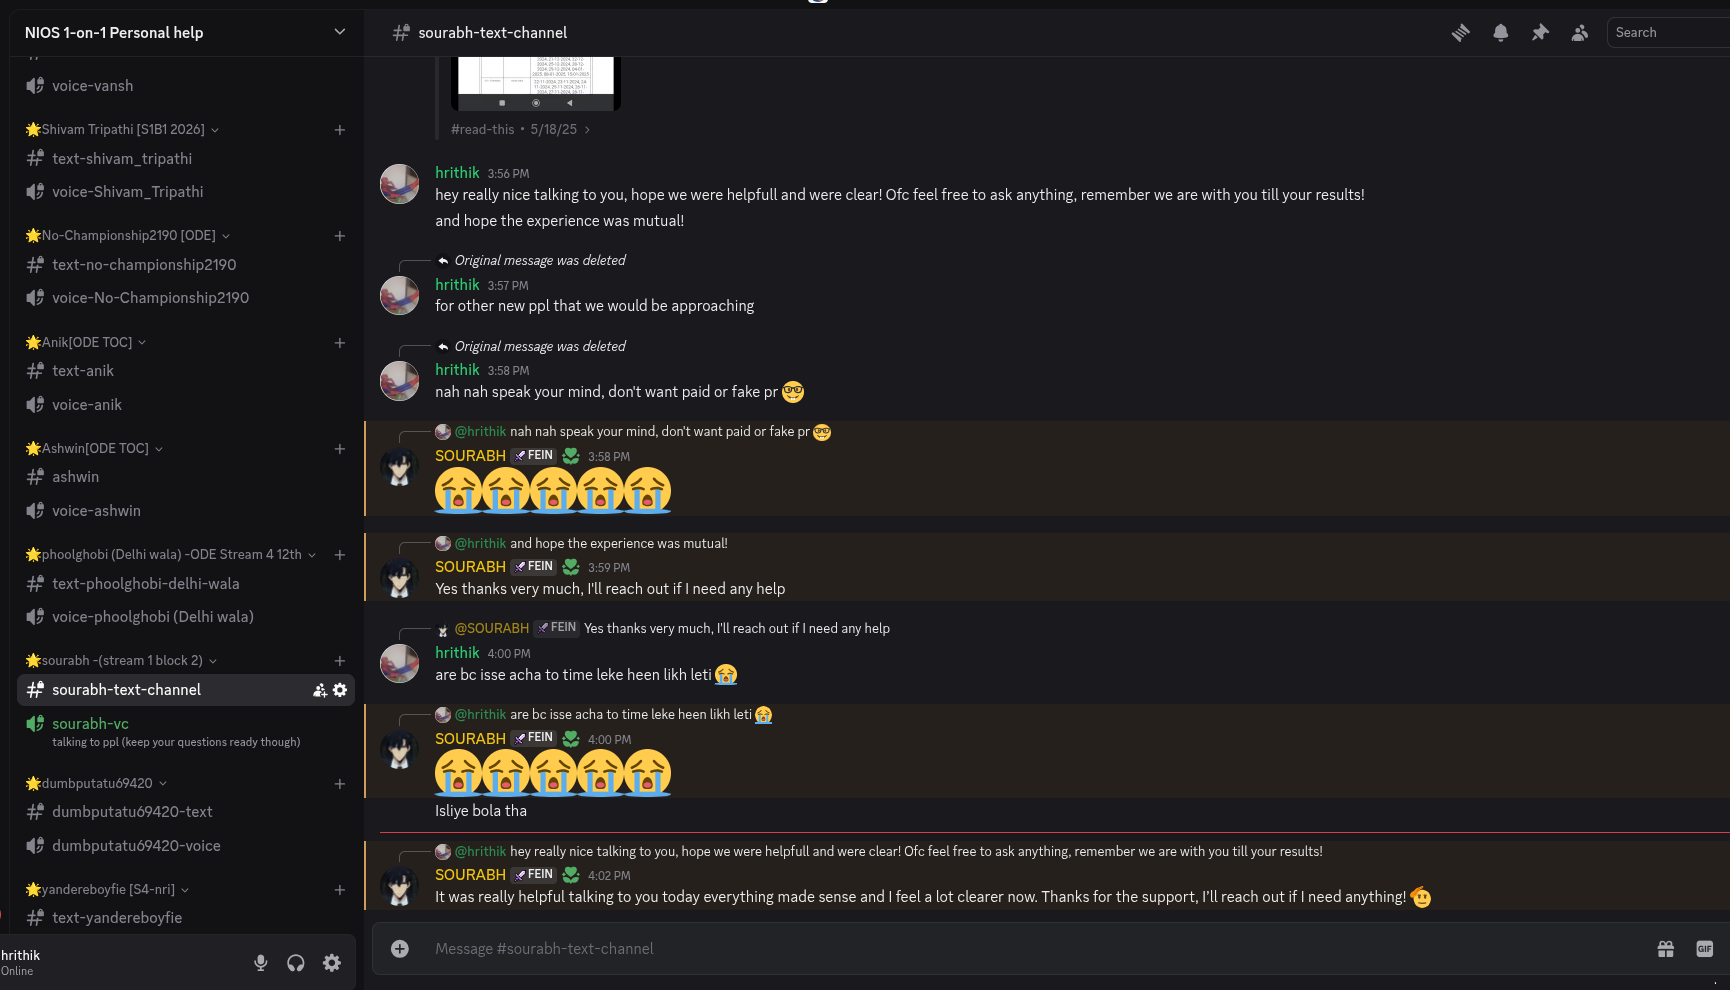 NIOS 1-on-1 Personal help
voice-vansh
Shivam Tripathi [S1B1 2026]
text-shivam_tripathi
voice-Shivam_Tripathi
No-Championship2190 [ODE]
text-no-championship2190
voice-No-Championship2190
Anik[ODE TOC]
text-anik
voice-anik
Ashwin[ODE TOC]
ashwin
voice-ashwin
phoolghobi (Delhi wala) -ODE Stream 4 12th
text-phoolghobi-delhi-wala
voice-phoolghobi (Delhi wala)
sourabh -(stream 1 block 2)
sourabh-text-channel
sourabh-vc
talking to ppl (keep your questions ready though)
dumbputatu69420
dumbputatu69420-text
dumbputatu69420-voice
yandereboyfie [S4-nri]
text-yandereboyfie
hrithik
Online
sourabh-text-channel
Search
#read-this • 5/18/25
hrithik 3:56 PM
hey really nice talking to you, hope we were helpfull and were clear! Ofc feel free to ask anything, remember we are with you till your results!
and hope the experience was mutual!
Original message was deleted
hrithik 3:57 PM
for other new ppl that we would be approaching
Original message was deleted
hrithik 3:58 PM
nah nah speak your mind, don't want paid or fake pr 🤓
@hrithik nah nah speak your mind, don't want paid or fake pr 🤓
SOURABH FEIN 3:58 PM
😭😭😭😭😭
@hrithik and hope the experience was mutual!
SOURABH FEIN 3:59 PM
Yes thanks very much, I'll reach out if I need any help
@SOURABH FEIN Yes thanks very much, I'll reach out if I need any help
hrithik 4:00 PM
are bc isse acha to time leke heen likh leti 😭
@hrithik are bc isse acha to time leke heen likh leti 😭
SOURABH FEIN 4:00 PM
😭😭😭😭😭
Isliye bola tha
@hrithik hey really nice talking to you, hope we were helpfull and were clear! Ofc feel free to ask anything, remember we are with you till your results!
SOURABH FEIN 4:02 PM
It was really helpful talking to you today everything made sense and I feel a lot clearer now. Thanks for the support, I'll reach out if I need anything! 🫡
Message #sourabh-text-channel
GIF